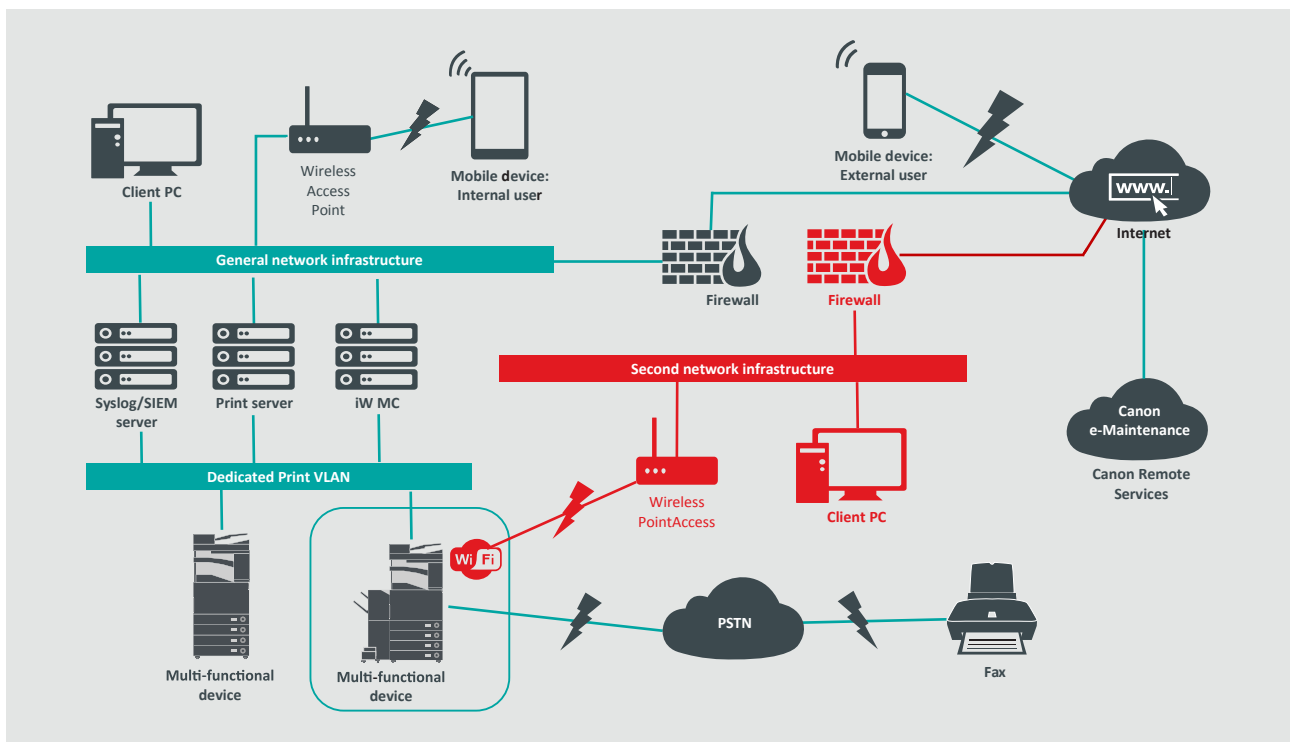 Client PC
Wireless
Access
Point
Mobile device:
Internal user
Mobile device:
External user
www.
Internet
General network infrastructure
Firewall
Firewall
Syslog/SIEM
server
Print server
iW MC
Second network infrastructure
Canon
e-Maintenance
Canon Remote
Services
Dedicated Print VLAN
Wireless
PointAccess
Client PC
Wi Fi
Multi-functional
device
Multi-functional
device
PSTN
Fax